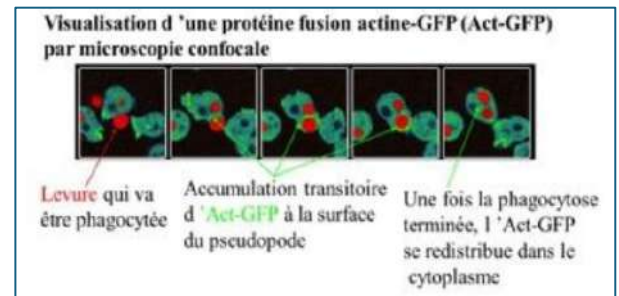 Visualisation d 'une protéine fusion actine-GFP (Act-GFP)
par microscopie confocale
Levure qui va
être phagocytée
Accumulation transitoire
d 'Act-GFP à la surface
du pseudopode
Une fois la phagocytose
terminée, l 'Act-GFP
se redistribue dans le
cytoplasme